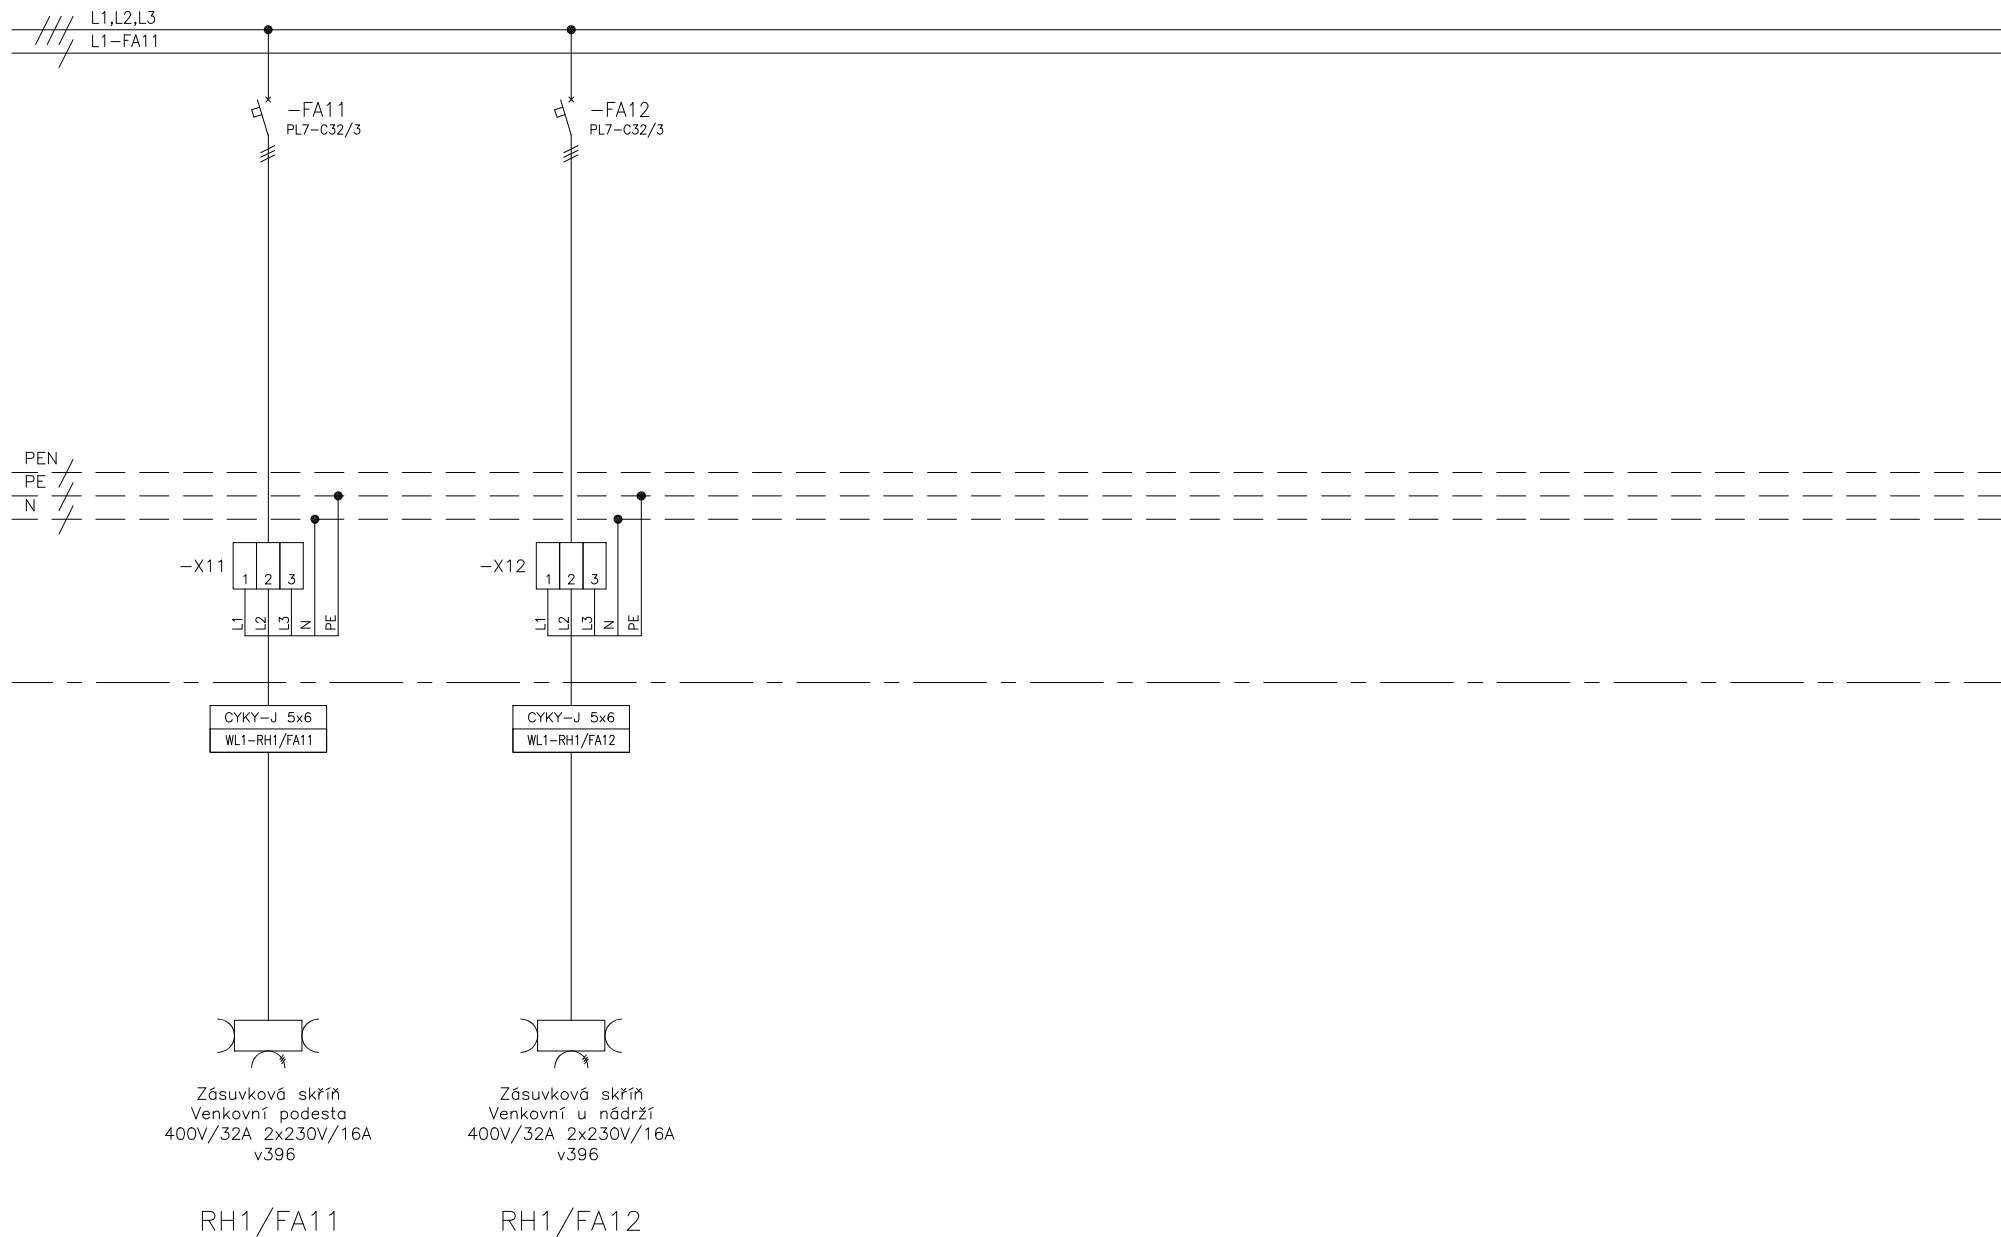 L1,L2,L3
L1-FA11
-FA11
PL7-C32/3
-FA12
PL7-C32/3
PEN
PE
N
-X11
1 2 3
L1 L2 L3 N PE
-X12
1 2 3
L1 L2 L3 N PE
CYKY-J 5x6
WL1-RH1/FA11
CYKY-J 5x6
WL1-RH1/FA12
Zásuvková skříň
Venkovní podesta
400V/32A 2x230V/16A
v396
Zásuvková skříň
Venkovní u nádrží
400V/32A 2x230V/16A
v396
RH1/FA11
RH1/FA12